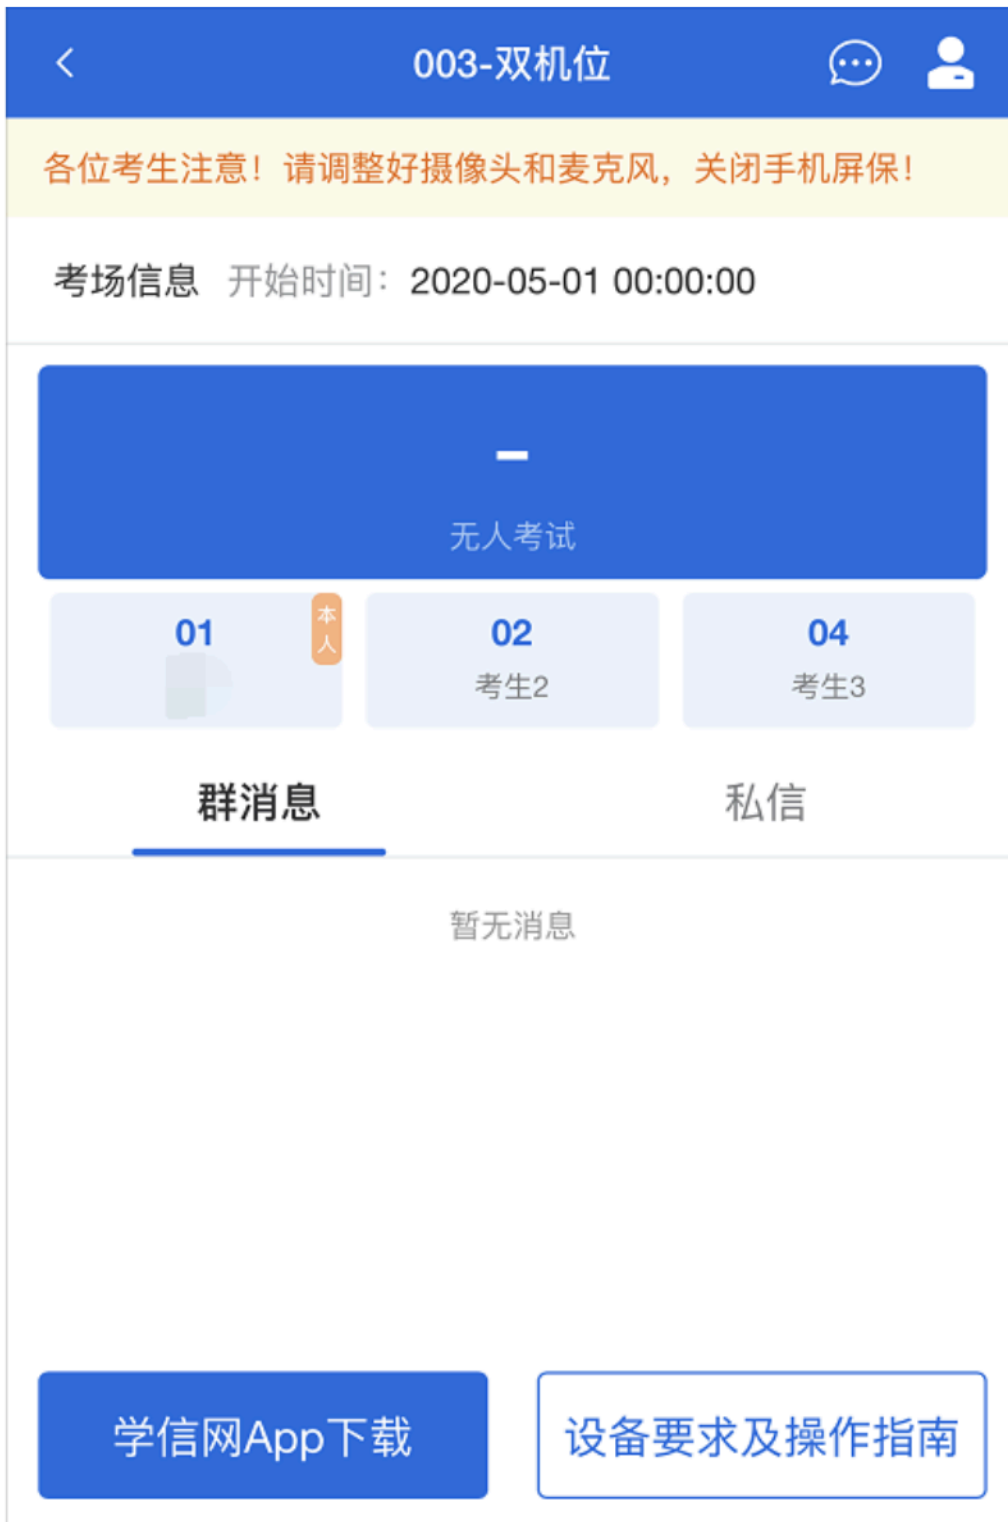 003-双机位
各位考生注意！请调整好摄像头和麦克风，关闭手机屏保！
考场信息 开始时间：2020-05-01 00:00:00
–
无人考试
01 本人
02
考生2
04
考生3
群消息 私信
暂无消息
学信网App下载 设备要求及操作指南